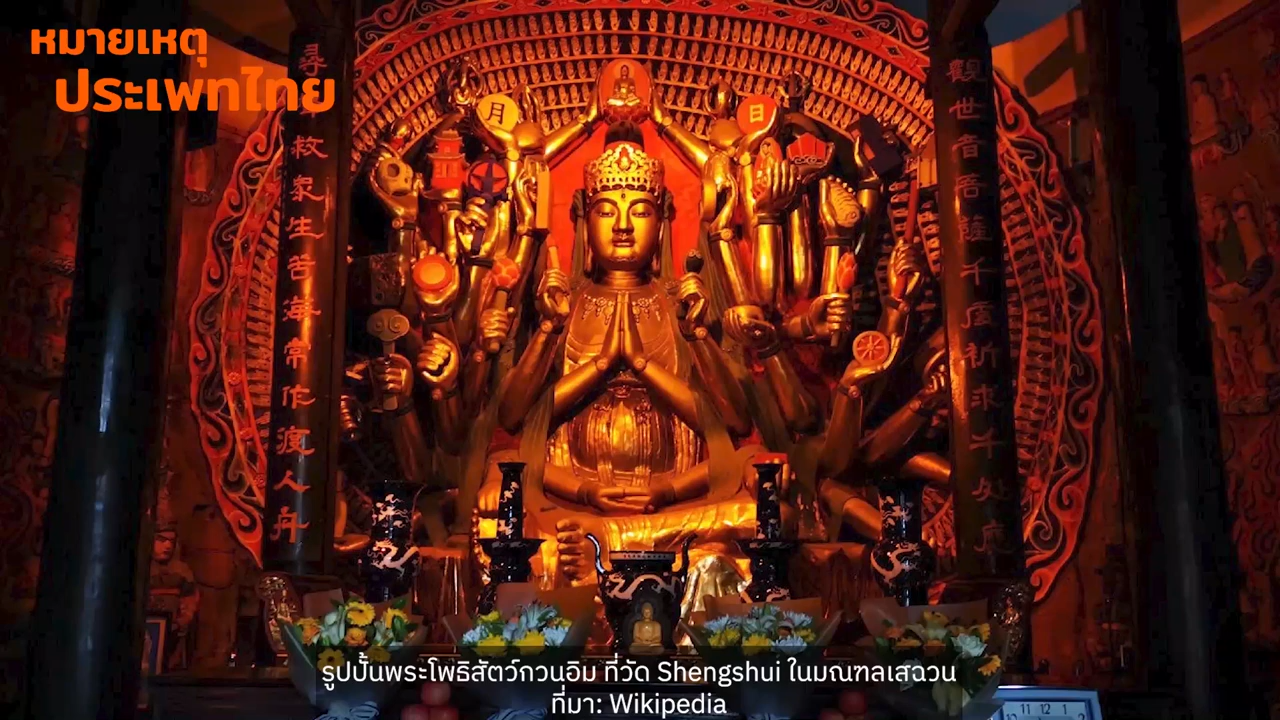 หมายเหตุ
ประเพทไทย
觀世音菩薩千處祈求千处應
尋救衆生苦海常作渡人舟
月
日
รูปปั้นพระโพธิสัตว์กวนอิม ที่วัด Shengshui ในมณฑลเสฉวน
ที่มา: Wikipedia
11 12 1